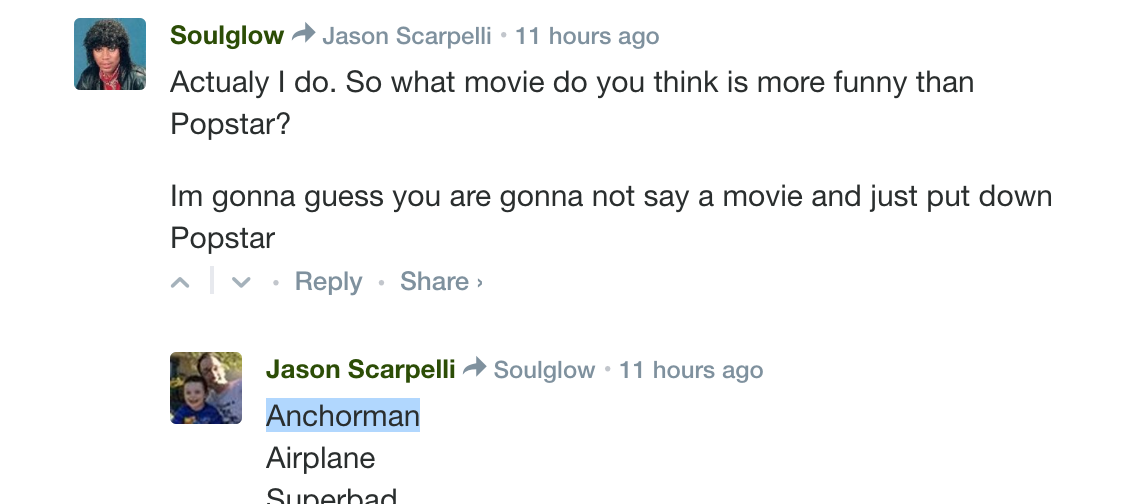 Soulglow Jason Scarpelli • 11 hours ago
Actualy I do. So what movie do you think is more funny than
Popstar?
Im gonna guess you are gonna not say a movie and just put down
Popstar
• Reply • Share ›
Jason Scarpelli Soulglow • 11 hours ago
Anchorman
Airplane
Superbad